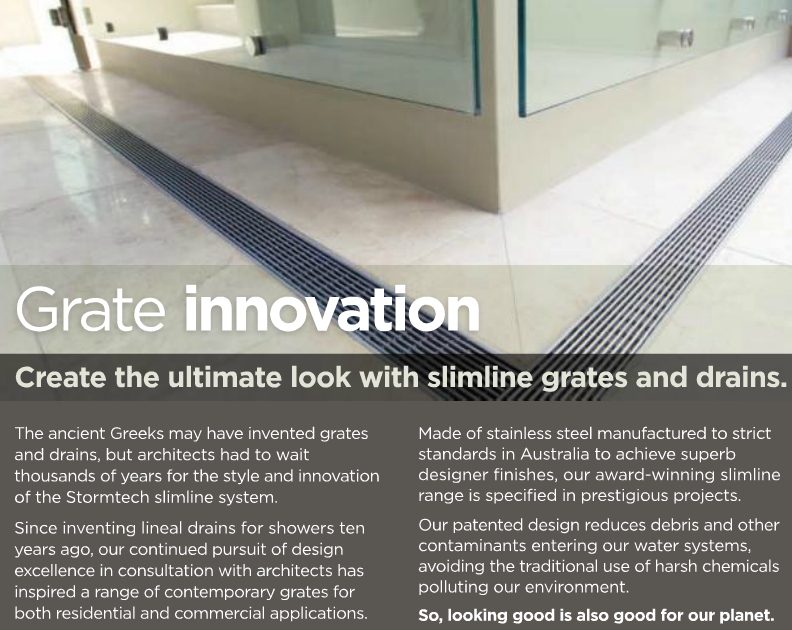 Grate innovation
Create the ultimate look with slimline grates and drains.
The ancient Greeks may have invented grates
and drains, but architects had to wait
thousands of years for the style and innovation
of the Stormtech slimline system.
Since inventing lineal drains for showers ten
years ago, our continued pursuit of design
excellence in consultation with architects has
inspired a range of contemporary grates for
both residential and commercial applications.
Made of stainless steel manufactured to strict
standards in Australia to achieve superb
designer finishes, our award-winning slimline
range is specified in prestigious projects.
Our patented design reduces debris and other
contaminants entering our water systems,
avoiding the traditional use of harsh chemicals
polluting our environment.
So, looking good is also good for our planet.